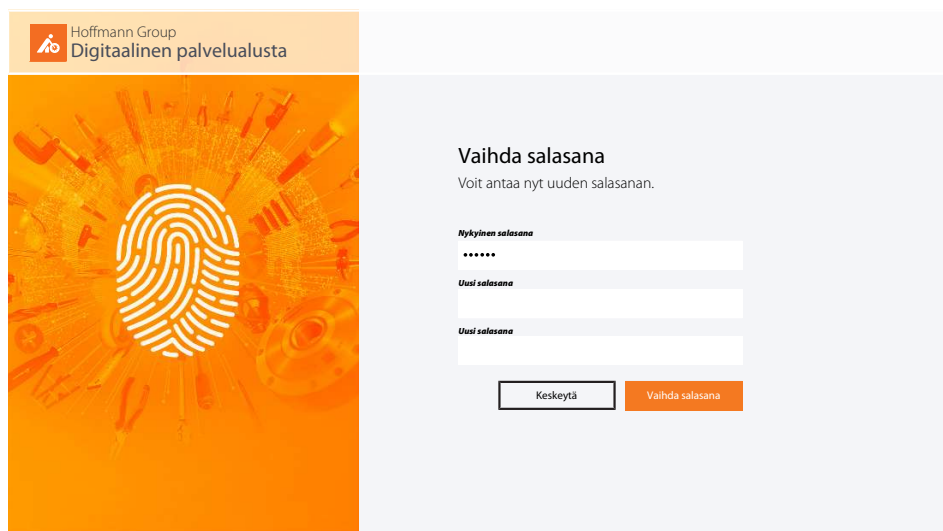 Hoffmann Group
Digitaalinen palvelualusta
Vaihda salasana
Voit antaa nyt uuden salasanan.
Nykyinen salasana
••••••
Uusi salasana
Uusi salasana
Keskeytä
Vaihda salasana